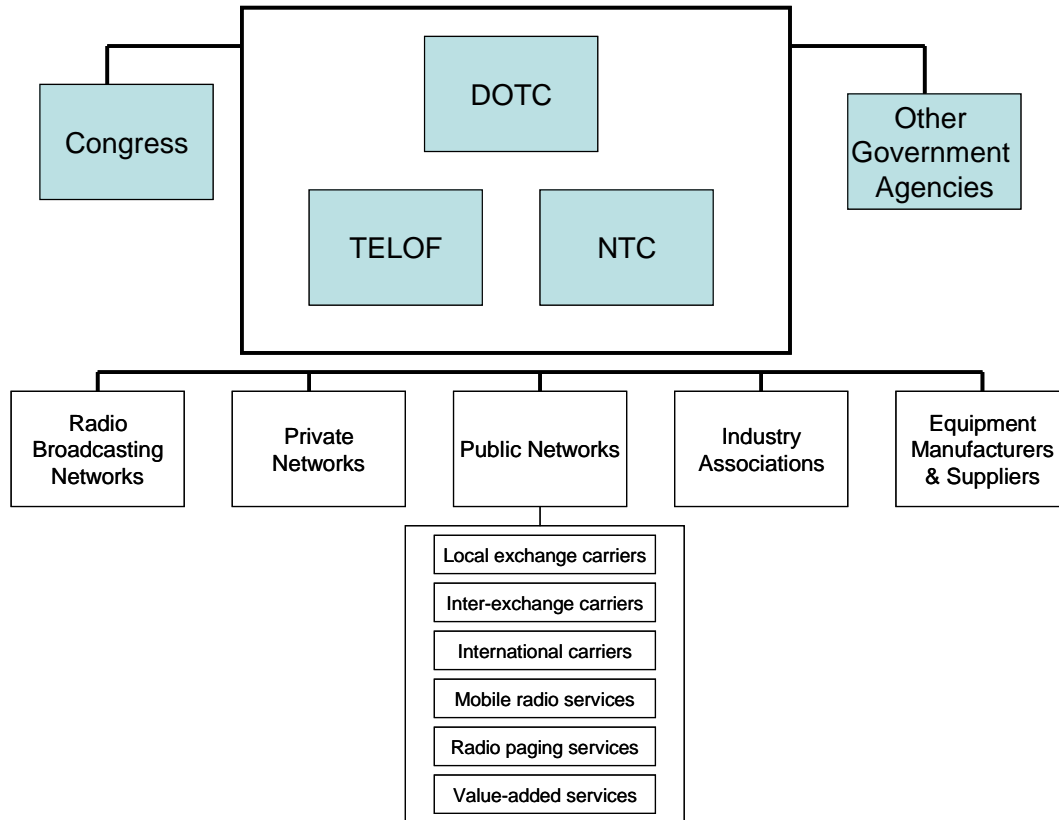 DOTC
Congress
Other
Government
Agencies
TELOF
NTC
Radio
Broadcasting
Networks
Private
Networks
Public Networks
Industry
Associations
Equipment
Manufacturers
& Suppliers
Local exchange carriers
Inter-exchange carriers
International carriers
Mobile radio services
Radio paging services
Value-added services